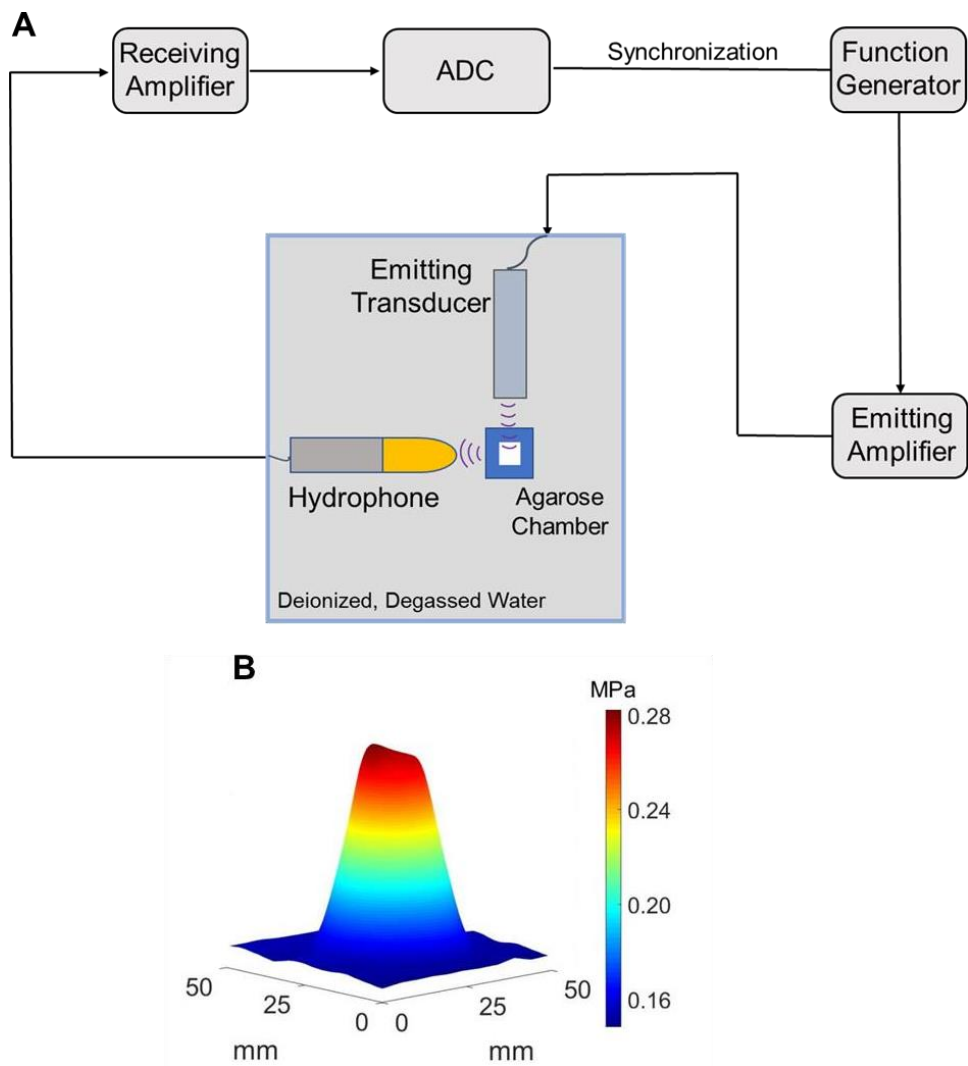 A
Receiving
Amplifier
ADC
Synchronization
Function
Generator
Emitting
Transducer
Emitting
Amplifier
Hydrophone
Agarose
Chamber
Deionized, Degassed Water
B
MPa
0.28
0.24
0.20
0.16
50
25
0
mm
0
25
50
mm